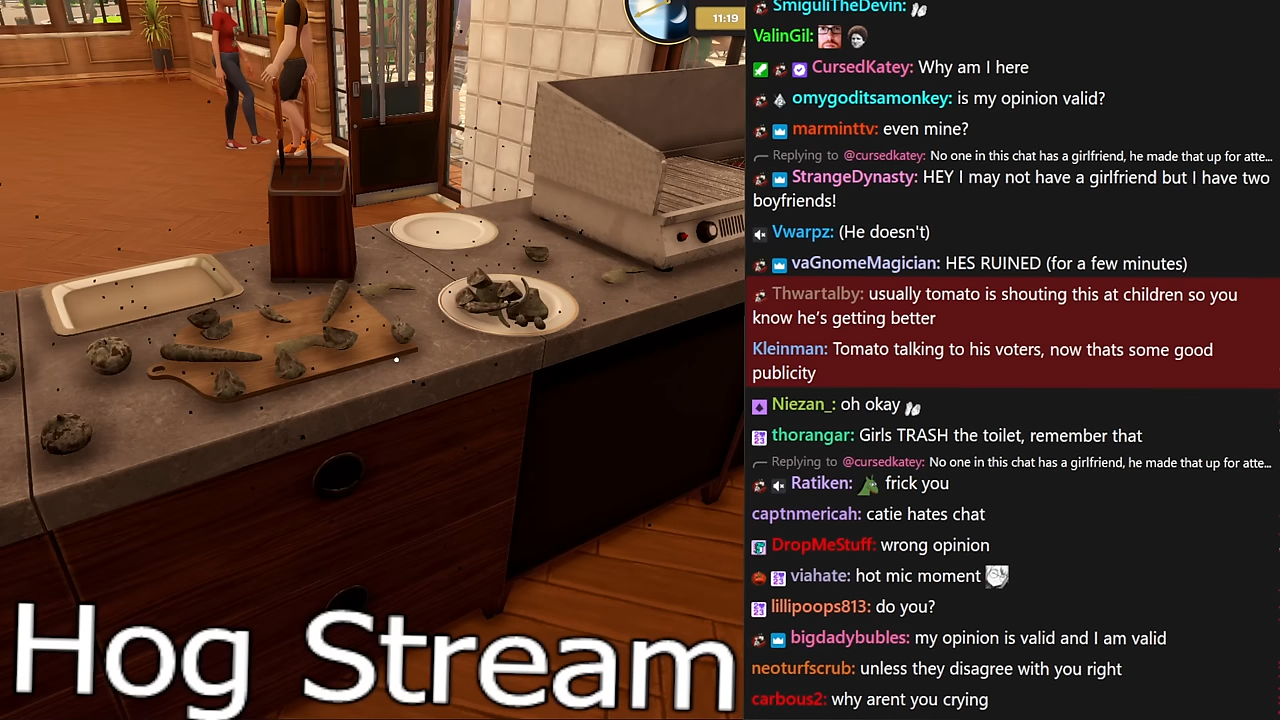 11:19
SmiguliTheDevin:
ValinGil:
CursedKatey: Why am I here
omygoditsamonkey: is my opinion valid?
marminttv: even mine?
Replying to @cursedkatey: No one in this chat has a girlfriend, he made that up for atte...
StrangeDynasty: HEY I may not have a girlfriend but I have two
boyfriends!
Vwarpz: (He doesn't)
vaGnomeMagician: HES RUINED (for a few minutes)
Thwartalby: usually tomato is shouting this at children so you
know he's getting better
Kleinman: Tomato talking to his voters, now thats some good
publicity
Niezan_: oh okay
thorangar: Girls TRASH the toilet, remember that
Replying to @cursedkatey: No one in this chat has a girlfriend, he made that up for atte...
Ratiken: frick you
captnmericah: catie hates chat
DropMeStuff: wrong opinion
viahate: hot mic moment
lillipoops813: do you?
bigdadybubles: my opinion is valid and I am valid
neoturfscrub: unless they disagree with you right
carbous2: why arent you crying
Hog Stream